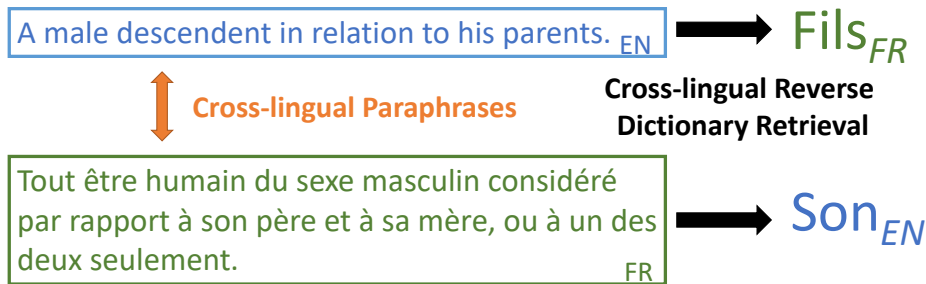 A male descendent in relation to his parents. EN
Fils FR
Cross-lingual Paraphrases
Cross-lingual Reverse
Dictionary Retrieval
Tout être humain du sexe masculin considéré
par rapport à son père et à sa mère, ou à un des
deux seulement.
FR
Son EN